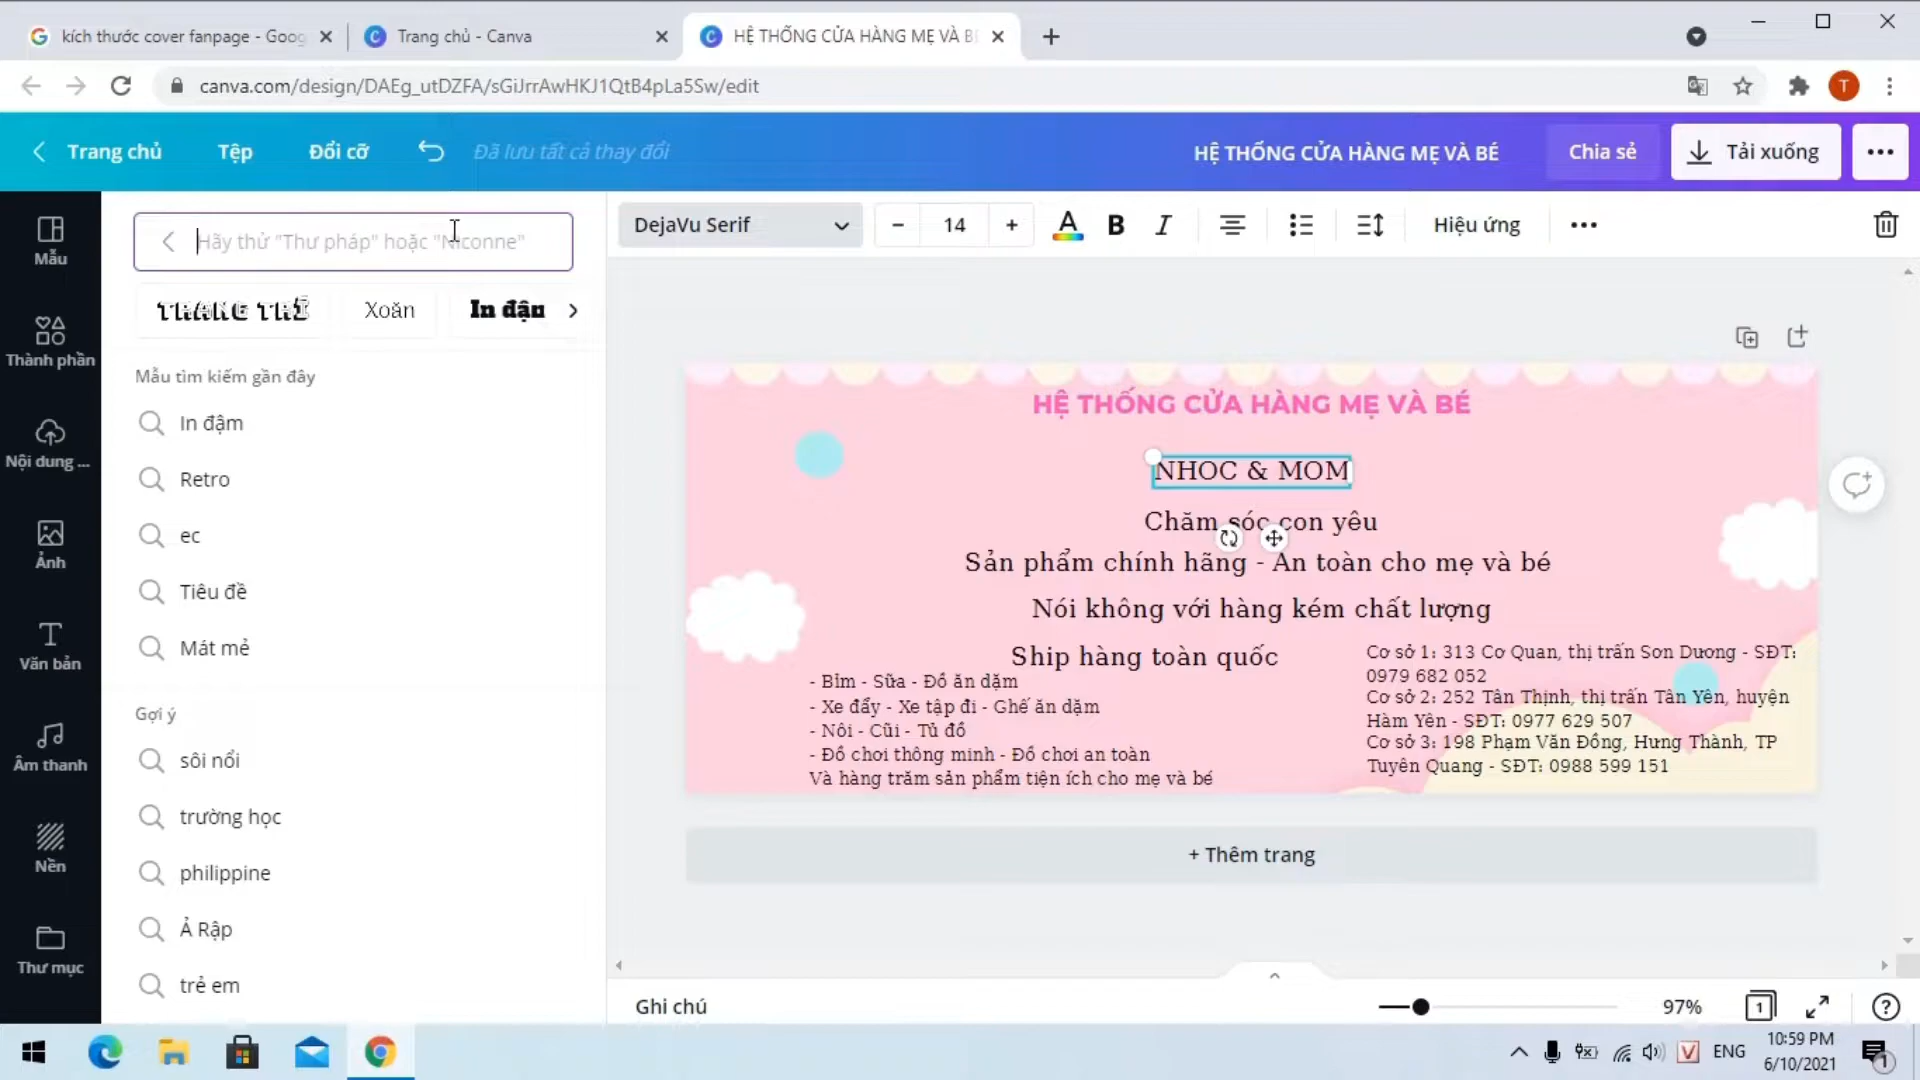 kích thước cover fanpage - Goog
Trang chủ - Canva
HỆ THỐNG CỬA HÀNG MẸ VÀ BÉ
canva.com/design/DAEg_utDZFA/sGiJrrAwHKJ1QtB4pLa5Sw/edit
T
Trang chủ
Tệp
Đổi cỡ
Đã lưu tất cả thay đổi
HỆ THỐNG CỬA HÀNG MẸ VÀ BÉ
Chia sẻ
Tải xuống
Mẫu
Thành phần
Nội dung ...
Ảnh
Văn bản
Âm thanh
Nền
Thư mục
Hãy thử "Thư pháp" hoặc "Niconne"
TRANG TRÍ
Xoăn
In đậu
Mẫu tìm kiếm gần đây
In đậm
Retro
ec
Tiêu đề
Mát mẻ
Gợi ý
sôi nổi
trường học
philippine
Ả Rập
trẻ em
DejaVu Serif
– 14 +
A B I
Hiệu ứng
HỆ THỐNG CỬA HÀNG MẸ VÀ BÉ
NHOC & MOM
Chăm sóc con yêu
Sản phẩm chính hãng - An toàn cho mẹ và bé
Nói không với hàng kém chất lượng
Ship hàng toàn quốc
- Bỉm - Sữa - Đồ ăn dặm
- Xe đẩy - Xe tập đi - Ghế ăn dặm
- Nôi - Cũi - Tủ đồ
- Đồ chơi thông minh - Đồ chơi an toàn
Và hàng trăm sản phẩm tiện ích cho mẹ và bé
Cơ sở 1: 313 Cơ Quan, thị trấn Sơn Dương - SĐT:
0979 682 052
Cơ sở 2: 252 Tân Thịnh, thị trấn Tân Yên, huyện
Hàm Yên - SĐT: 0977 629 507
Cơ sở 3: 198 Phạm Văn Đồng, Hưng Thành, TP
Tuyên Quang - SĐT: 0988 599 151
+ Thêm trang
Ghi chú
97%
1
?
V
ENG
10:59 PM
6/10/2021
1